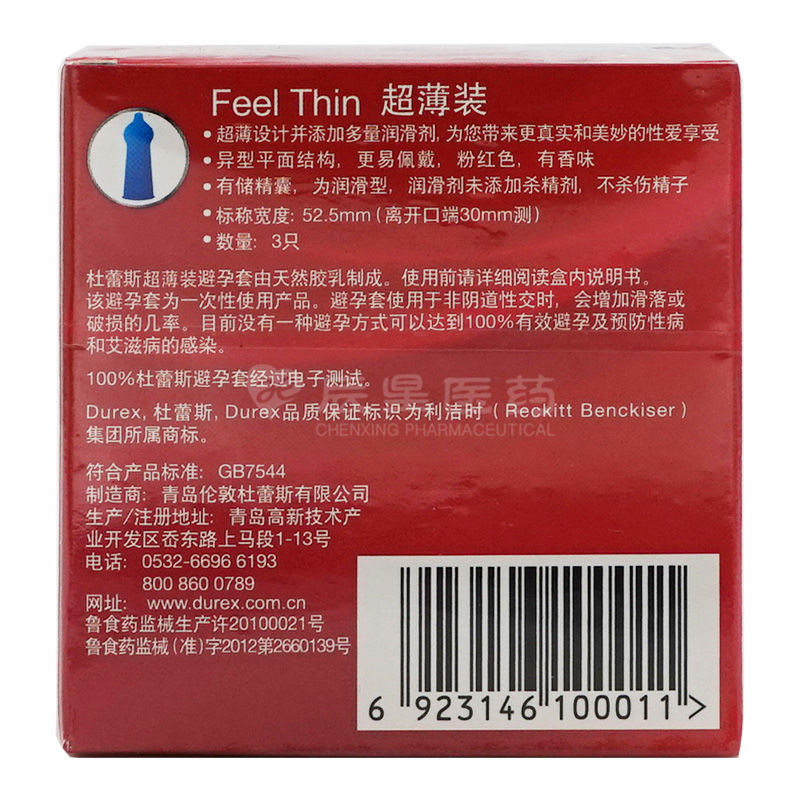 Feel Thin 超薄装
• 超薄设计并添加多量润滑剂, 为您带来更真实和美妙的性爱享受
• 异型平面结构，更易佩戴，粉红色，有香味
• 有储精囊，为润滑型，润滑剂未添加杀精剂，不杀伤精子
• 标称宽度: 52.5mm (离开口端30mm测)
• 数量: 3只
杜蕾斯超薄装避孕套由天然胶乳制成。使用前请详细阅读盒内说明书。
该避孕套为一次性使用产品。避孕套使用于非阴道性交时，会增加滑落或
破损的几率。目前没有一种避孕方式可以达到100%有效避孕及预防性病
和艾滋病的感染。
100%杜蕾斯避孕套经过电子测试。
辰星医药
CHENXING PHARMACEUTICAL
Durex, 杜蕾斯, Durex品质保证标识为利洁时 (Reckitt Benckiser)
集团所属商标。
符合产品标准: GB7544
制造商: 青岛伦敦杜蕾斯有限公司
生产/注册地址: 青岛高新技术产
业开发区岙东路上马段1-13号
电话: 0532-6696 6193
800 860 0789
网址: www.durex.com.cn
鲁食药监械生产许20100021号
鲁食药监械 (准) 字2012第2660139号
6 923146 100011 >